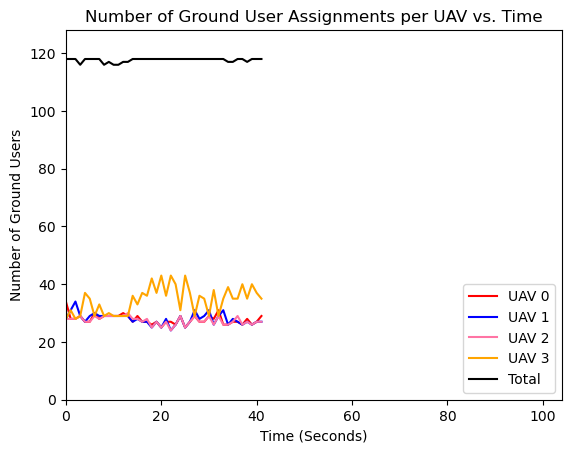 Number of Ground User Assignments per UAV vs. Time
Number of Ground Users
120
100
80
60
40
20
0
0 20 40 60 80 100
Time (Seconds)
UAV 0
UAV 1
UAV 2
UAV 3
Total